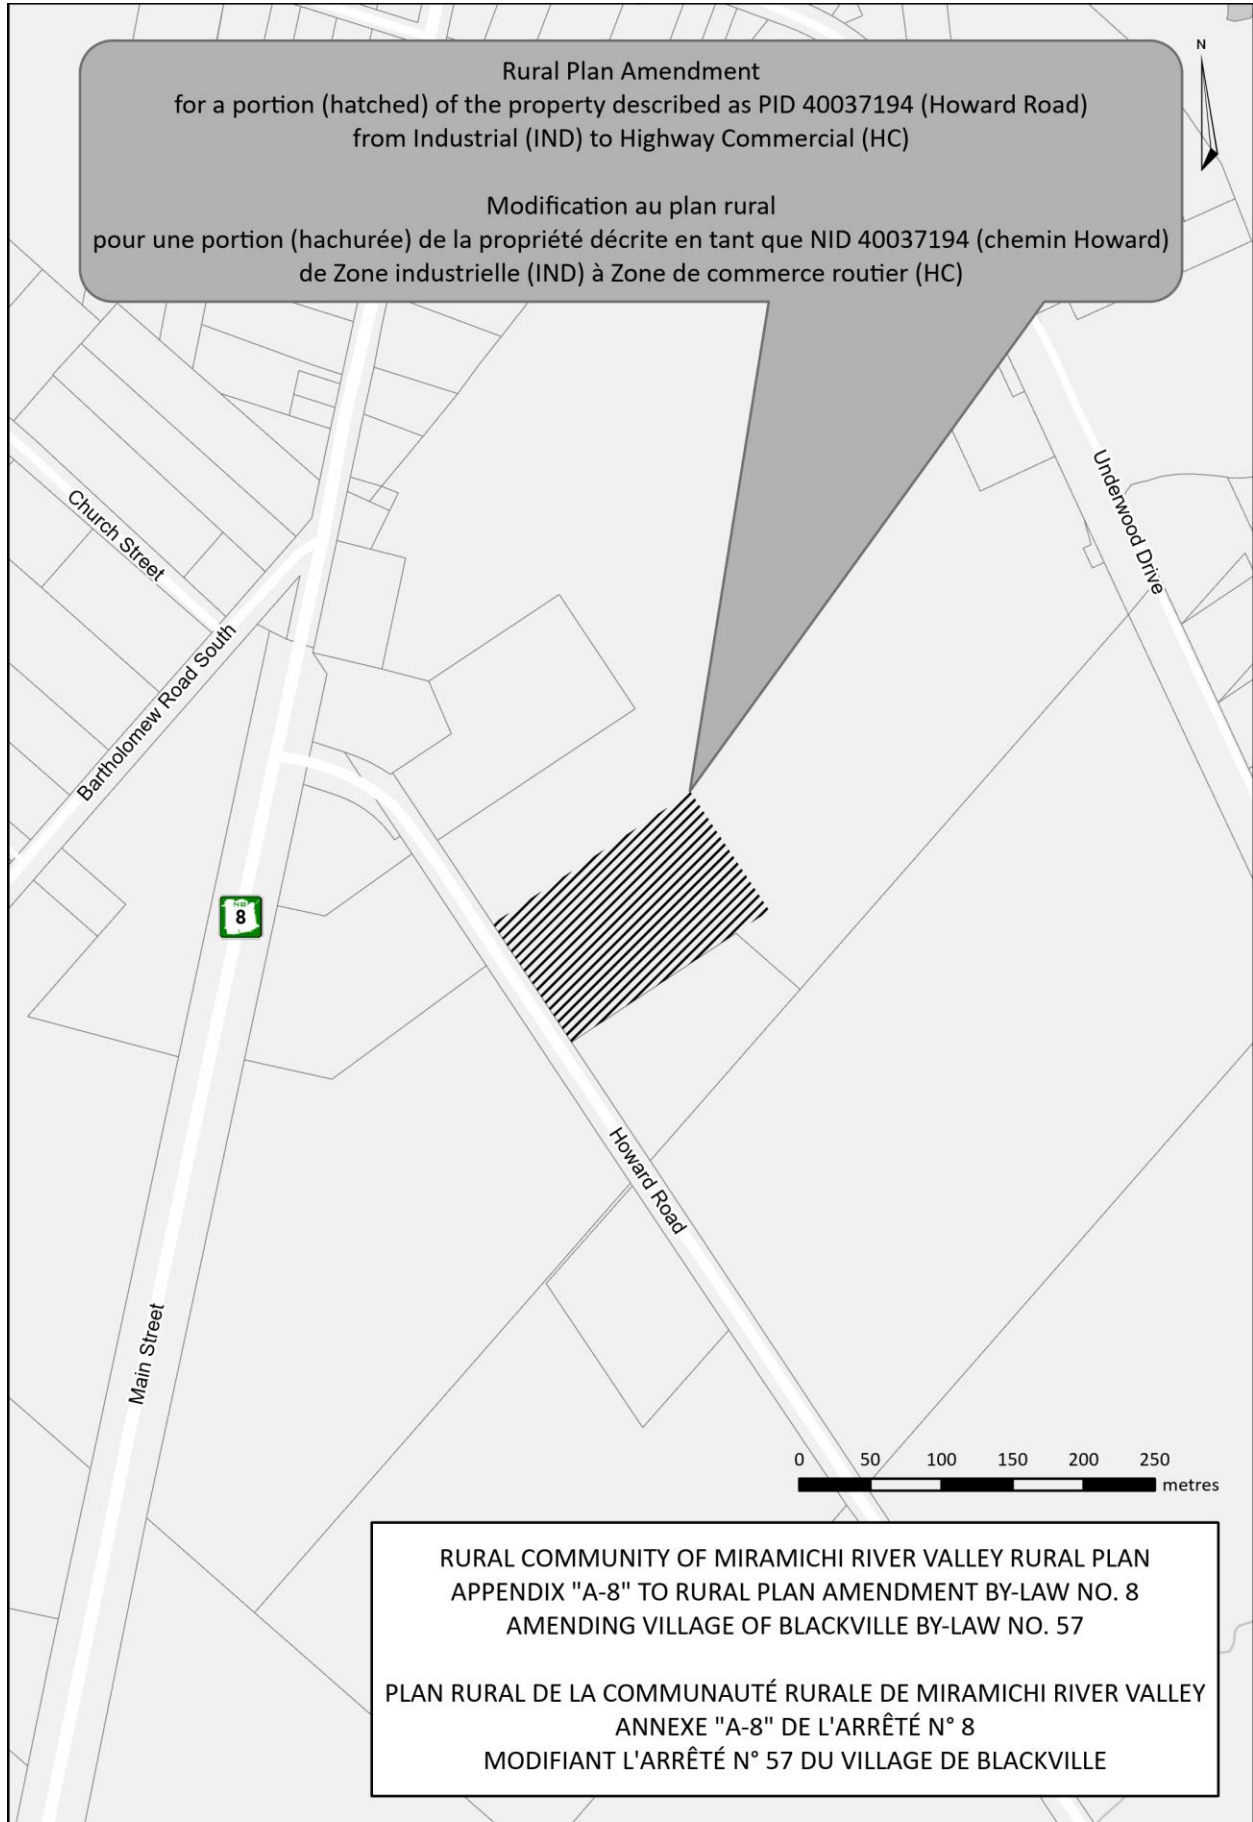 N
Rural Plan Amendment
for a portion (hatched) of the property described as PID 40037194 (Howard Road)
from Industrial (IND) to Highway Commercial (HC)
Modification au plan rural
pour une portion (hachurée) de la propriété décrite en tant que NID 40037194 (chemin Howard)
de Zone industrielle (IND) à Zone de commerce routier (HC)
Church Street
Underwood Drive
Bartholomew Road South
8
Howard Road
Main Street
0 50 100 150 200 250
metres
RURAL COMMUNITY OF MIRAMICHI RIVER VALLEY RURAL PLAN
APPENDIX "A-8" TO RURAL PLAN AMENDMENT BY-LAW NO. 8
AMENDING VILLAGE OF BLACKVILLE BY-LAW NO. 57
PLAN RURAL DE LA COMMUNAUTÉ RURALE DE MIRAMICHI RIVER VALLEY
ANNEXE "A-8" DE L'ARRÊTÉ N° 8
MODIFIANT L'ARRÊTÉ N° 57 DU VILLAGE DE BLACKVILLE